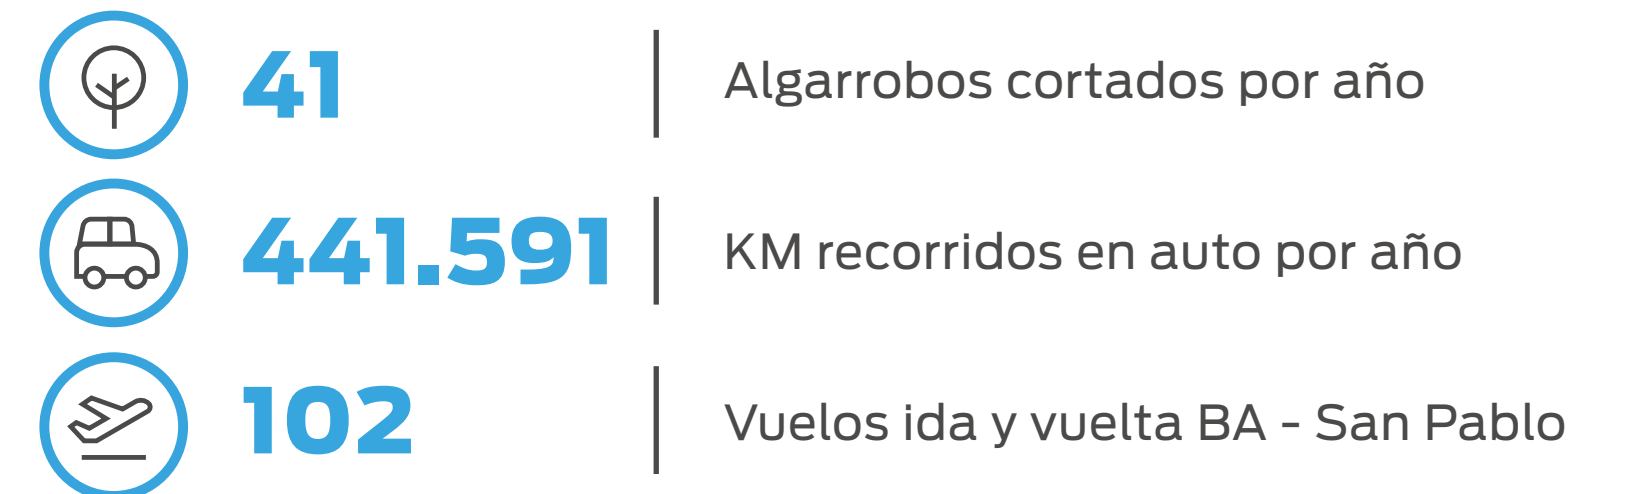 41 Algarrobos cortados por año
441.591 KM recorridos en auto por año
102 Vuelos ida y vuelta BA - San Pablo